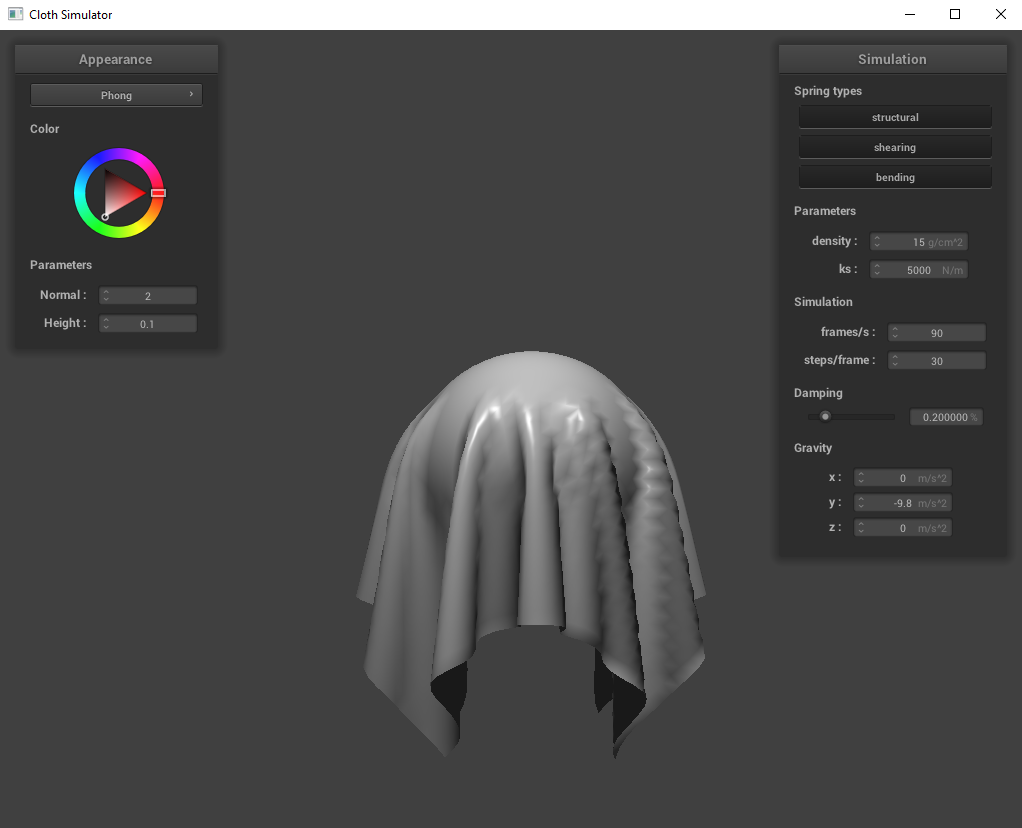 Cloth Simulator
Appearance
Phong
Color
Parameters
Normal : 2
Height : 0.1
Simulation
Spring types
structural
shearing
bending
Parameters
density : 15 g/cm^2
ks : 5000 N/m
Simulation
frames/s : 90
steps/frame : 30
Damping
0.200000 %
Gravity
x : 0 m/s^2
y : -9.8 m/s^2
z : 0 m/s^2